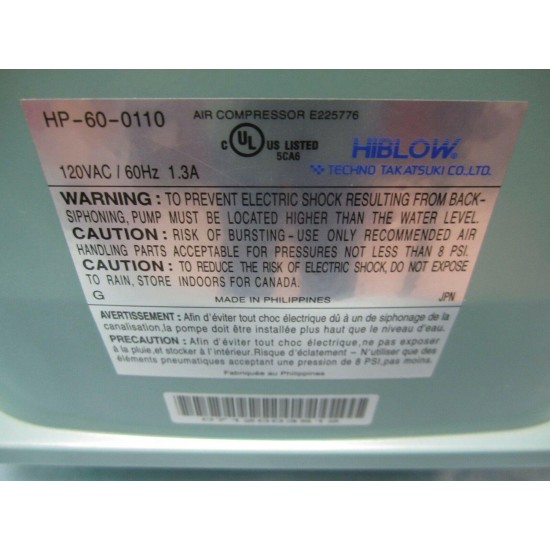 HP-60-0110
AIR COMPRESSOR E225776
C UL US LISTED
5CA6
HIBLOW®
TECHNO TAKATSUKI CO.,LTD.
120VAC / 60Hz 1.3A
WARNING : TO PREVENT ELECTRIC SHOCK RESULTING FROM BACK-
SIPHONING, PUMP MUST BE LOCATED HIGHER THAN THE WATER LEVEL.
CAUTION : RISK OF BURSTING - USE ONLY RECOMMENDED AIR
HANDLING PARTS ACCEPTABLE FOR PRESSURES NOT LESS THAN 8 PSI.
CAUTION : TO REDUCE THE RISK OF ELECTRIC SHOCK, DO NOT EXPOSE
TO RAIN, STORE INDOORS FOR CANADA.
G MADE IN PHILIPPINES JPN
AVERTISSEMENT : Afin d'éviter tout choc électrique dû à un de siphonage de la
canalisation, la pompe doit être installée plus haut que le niveau d'eau.
PRECAUTION : Afin d'éviter tout choc électrique, ne pas exposer
à la pluie, et stocker à l'intérieur. Risque d'éclatement – N'utiliser que des
éléments pneumatiques acceptant une pression de 8 PSI, pas moins.
Fabriquée au Philippines